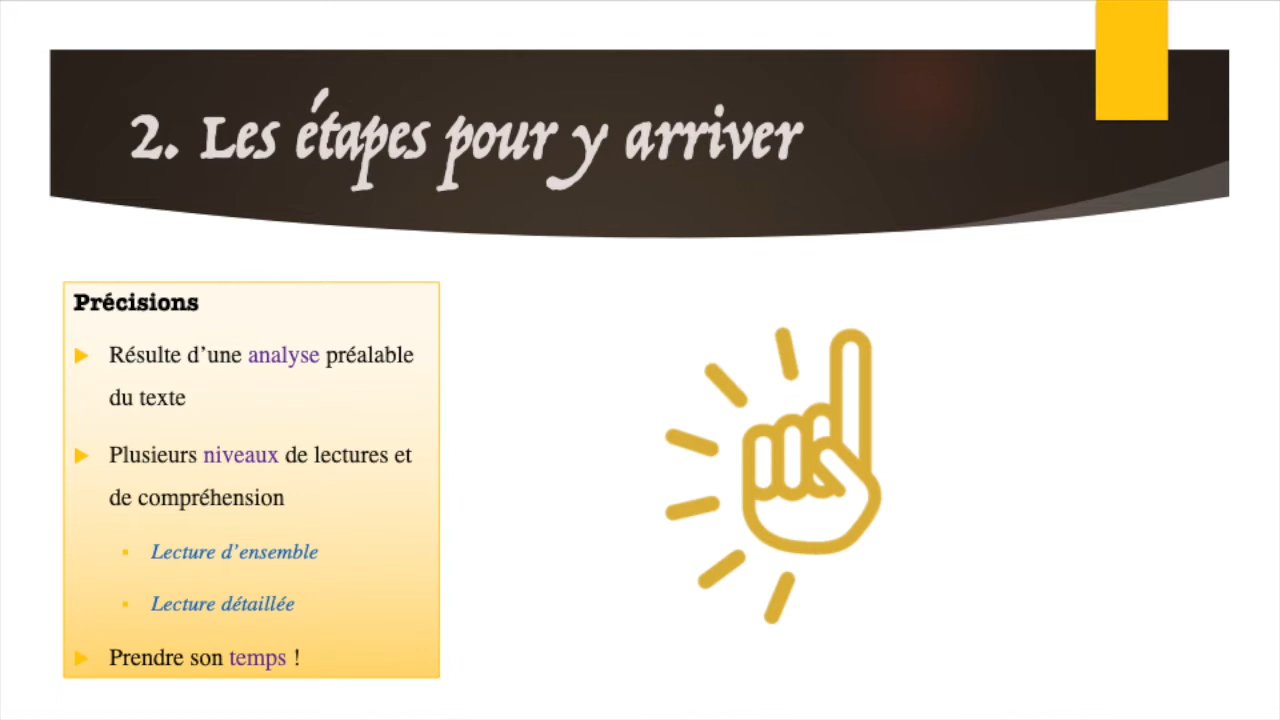 2. Les étapes pour y arriver
Précisions
Résulte d’une analyse préalable
du texte
Plusieurs niveaux de lectures et
de compréhension
Lecture d’ensemble
Lecture détaillée
Prendre son temps !